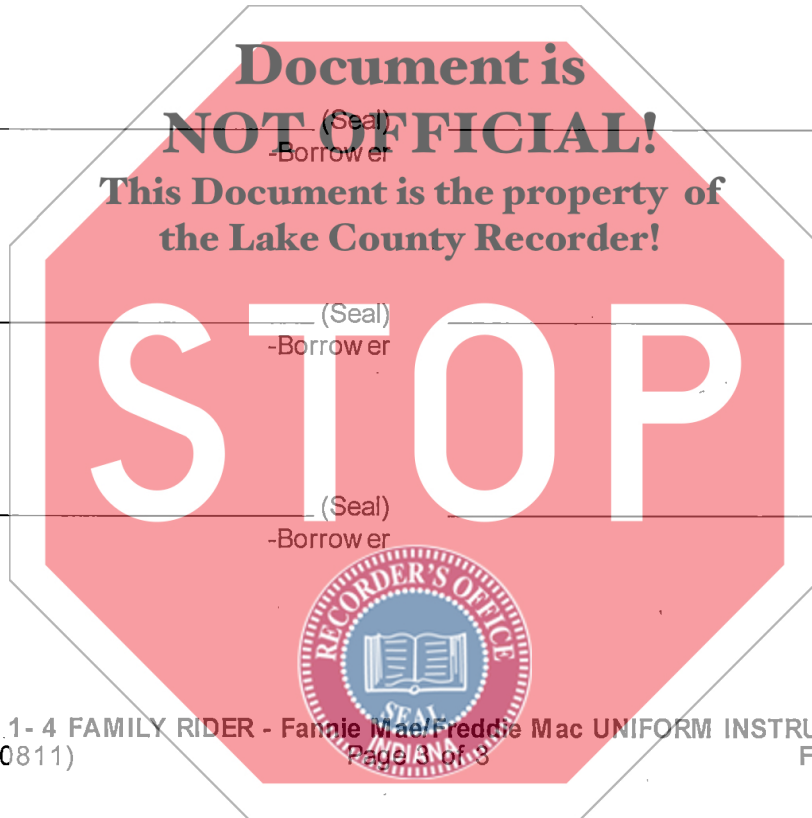 Document is
NOT OFFICIAL!
This Document is the property of
the Lake County Recorder!
(Seal)
-Borrower
(Seal)
-Borrower
STOP
(Seal)
-Borrower
RECORDER'S OFFICE
SEAL
INDIANA
1- 4 FAMILY RIDER - Fannie Mae/Freddie Mac UNIFORM INSTRU
0811) Page 3 of 3 F